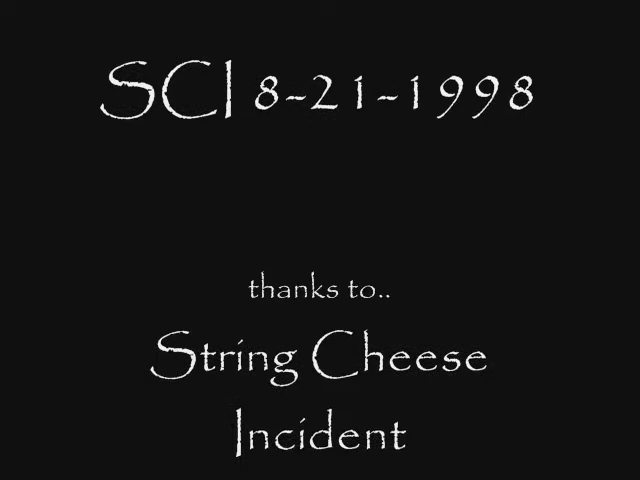 SCI 8-21-1998
thanks to..
String Cheese
Incident